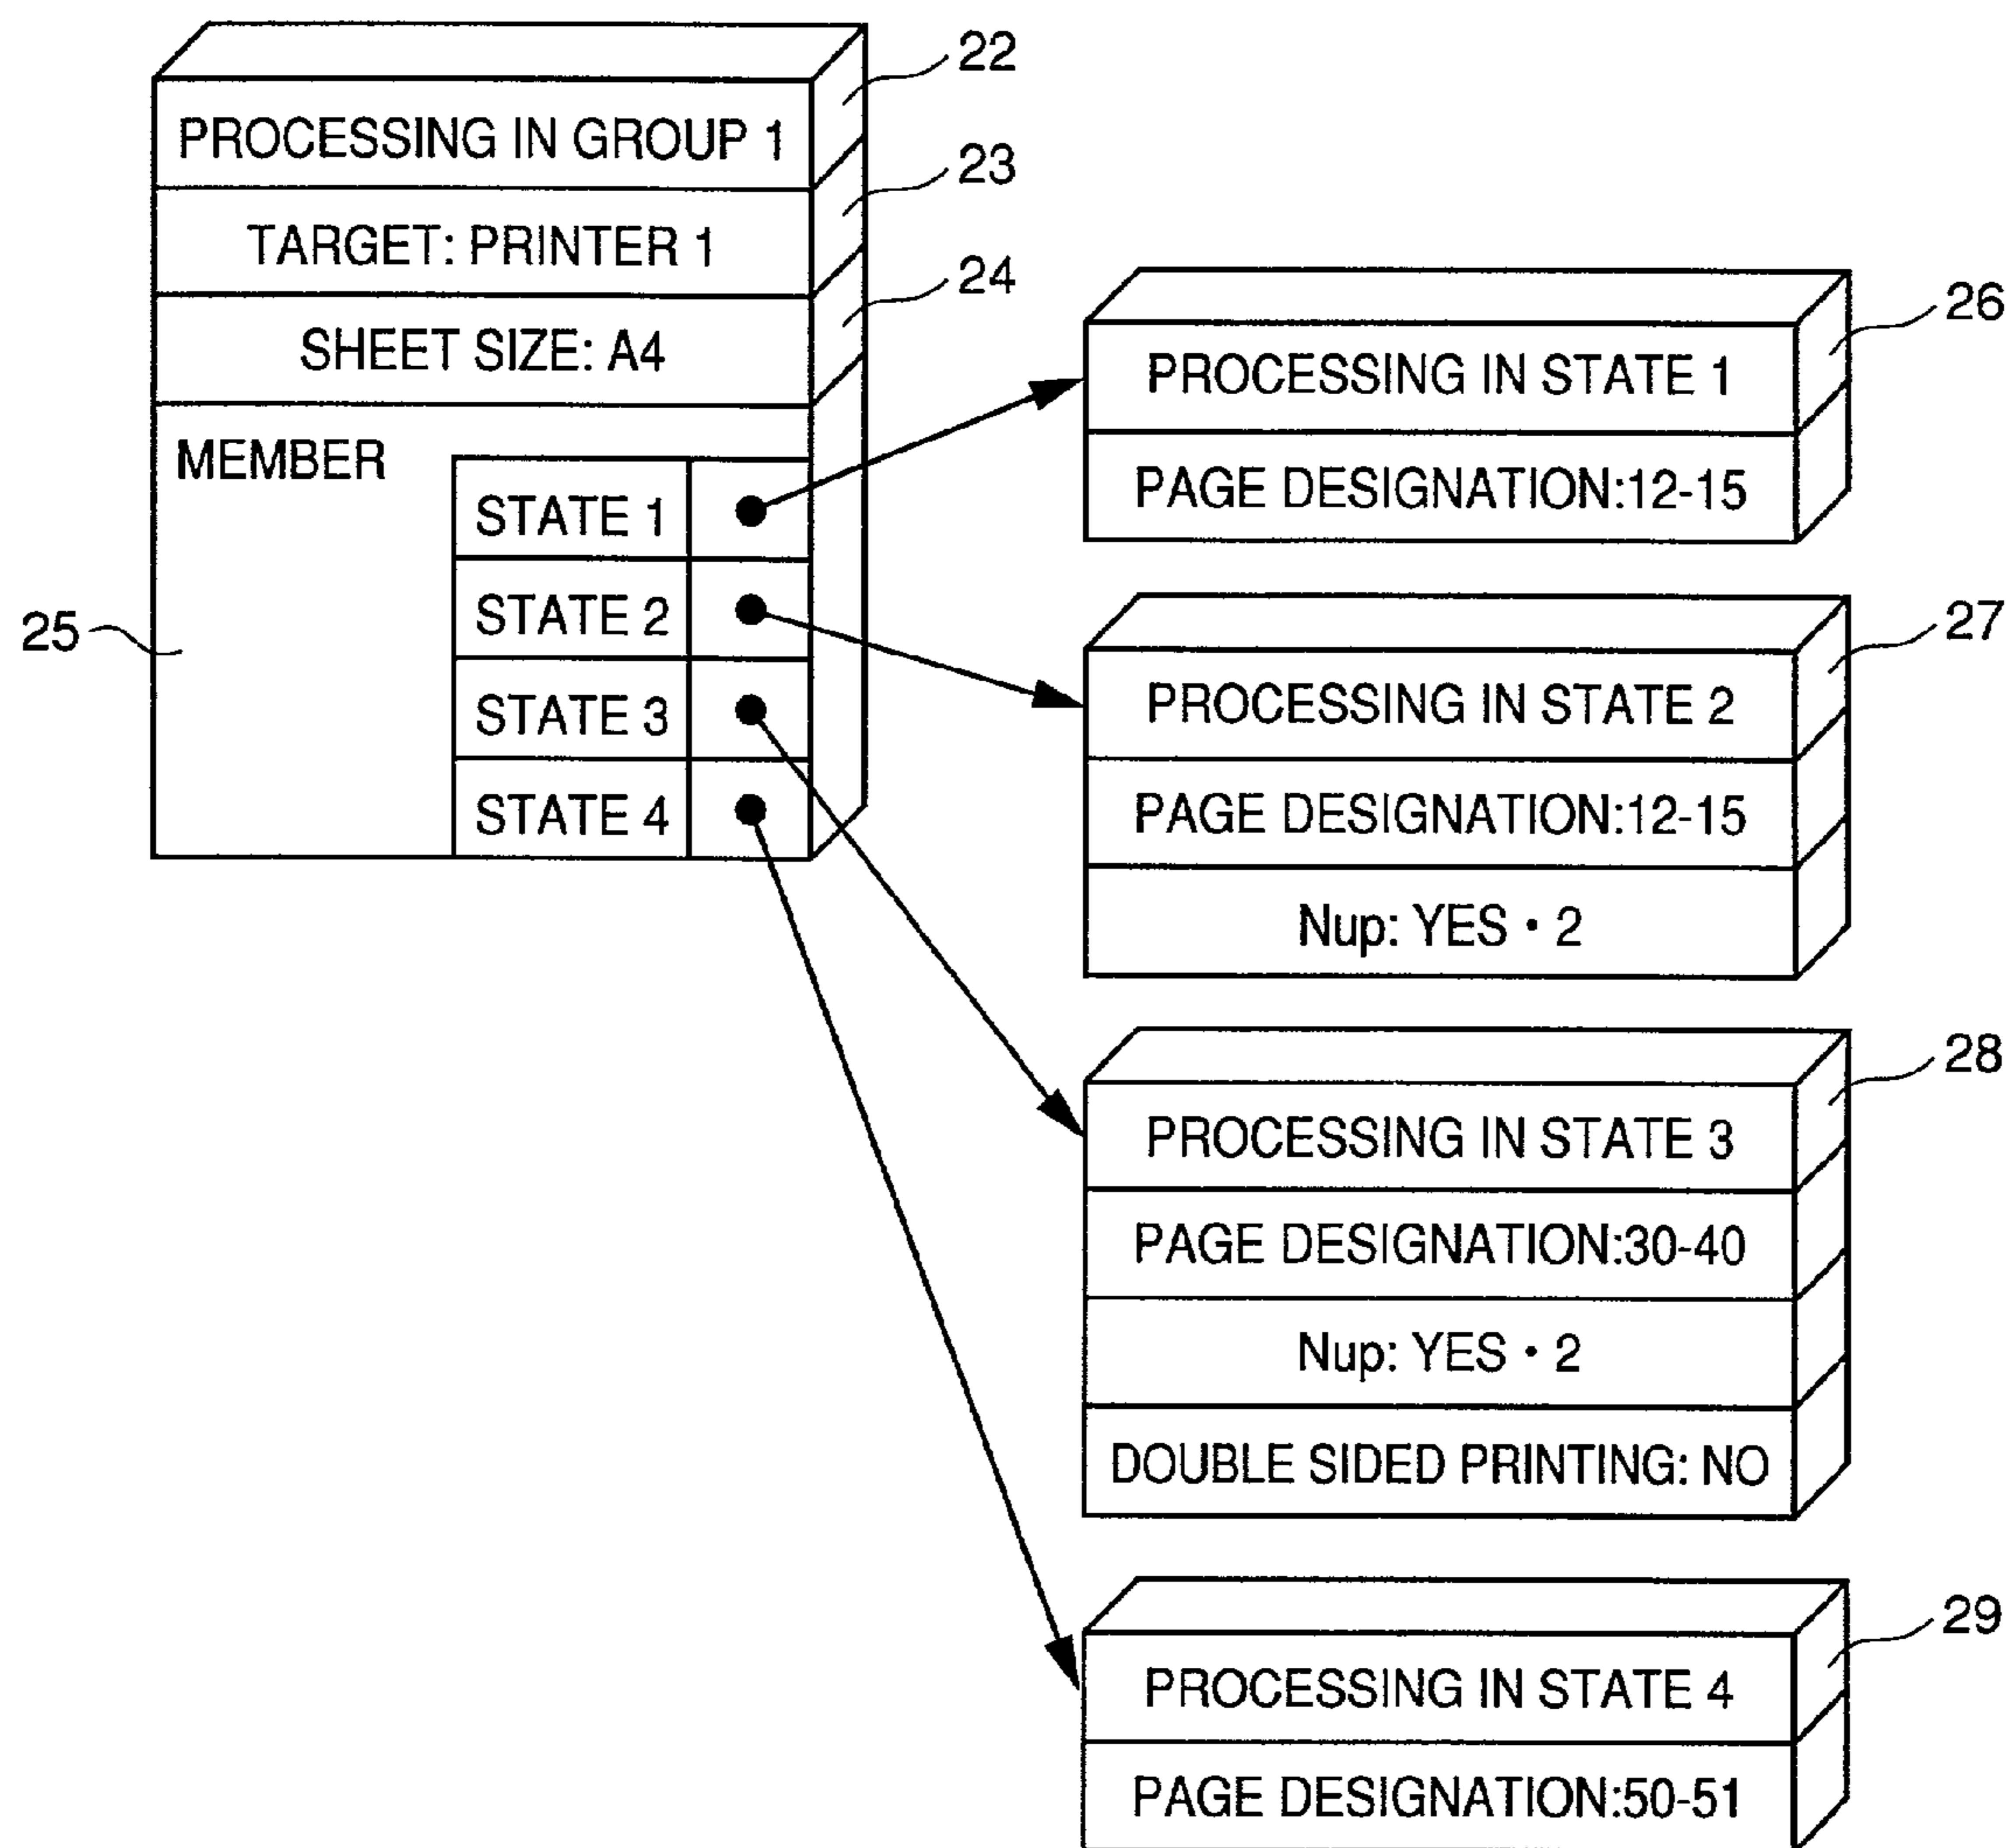 22
PROCESSING IN GROUP 1
23
TARGET: PRINTER 1
24
SHEET SIZE: A4
MEMBER
STATE 1
STATE 2
STATE 3
STATE 4
25
26
PROCESSING IN STATE 1
PAGE DESIGNATION:12-15
27
PROCESSING IN STATE 2
PAGE DESIGNATION:12-15
Nup: YES・2
28
PROCESSING IN STATE 3
PAGE DESIGNATION:30-40
Nup: YES・2
DOUBLE SIDED PRINTING: NO
29
PROCESSING IN STATE 4
PAGE DESIGNATION:50-51